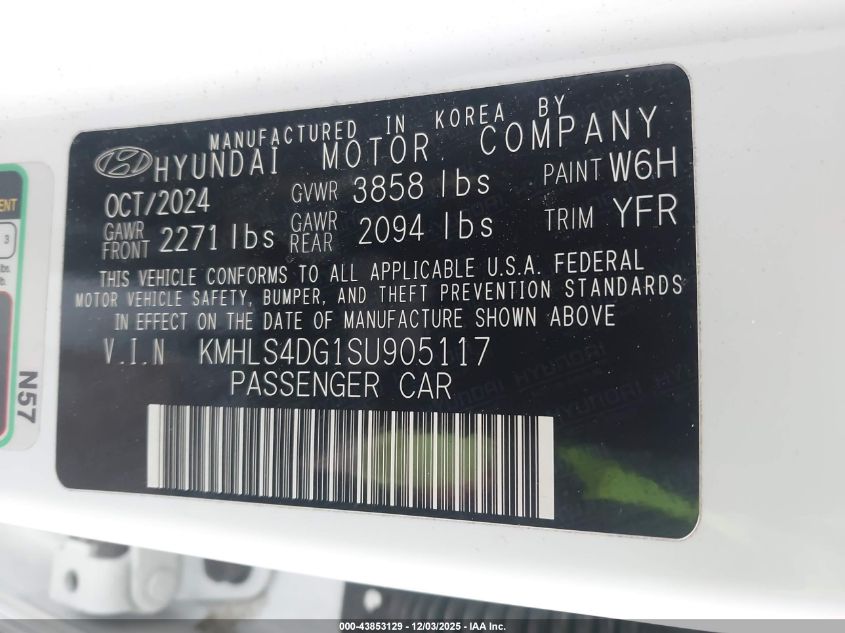 MANUFACTURED IN KOREA BY
HYUNDAI MOTOR COMPANY
OCT/2024 GVWR 3858 lbs PAINT W6H
GAWR FRONT 2271 lbs GAWR REAR 2094 lbs TRIM YFR
THIS VEHICLE CONFORMS TO ALL APPLICABLE U.S.A. FEDERAL
MOTOR VEHICLE SAFETY, BUMPER, AND THEFT PREVENTION STANDARDS
IN EFFECT ON THE DATE OF MANUFACTURE SHOWN ABOVE
V.I.N KMHLS4DG1SU905117
PASSENGER CAR
3
N57
000-43853129 - 12/03/2025 - IAA Inc.